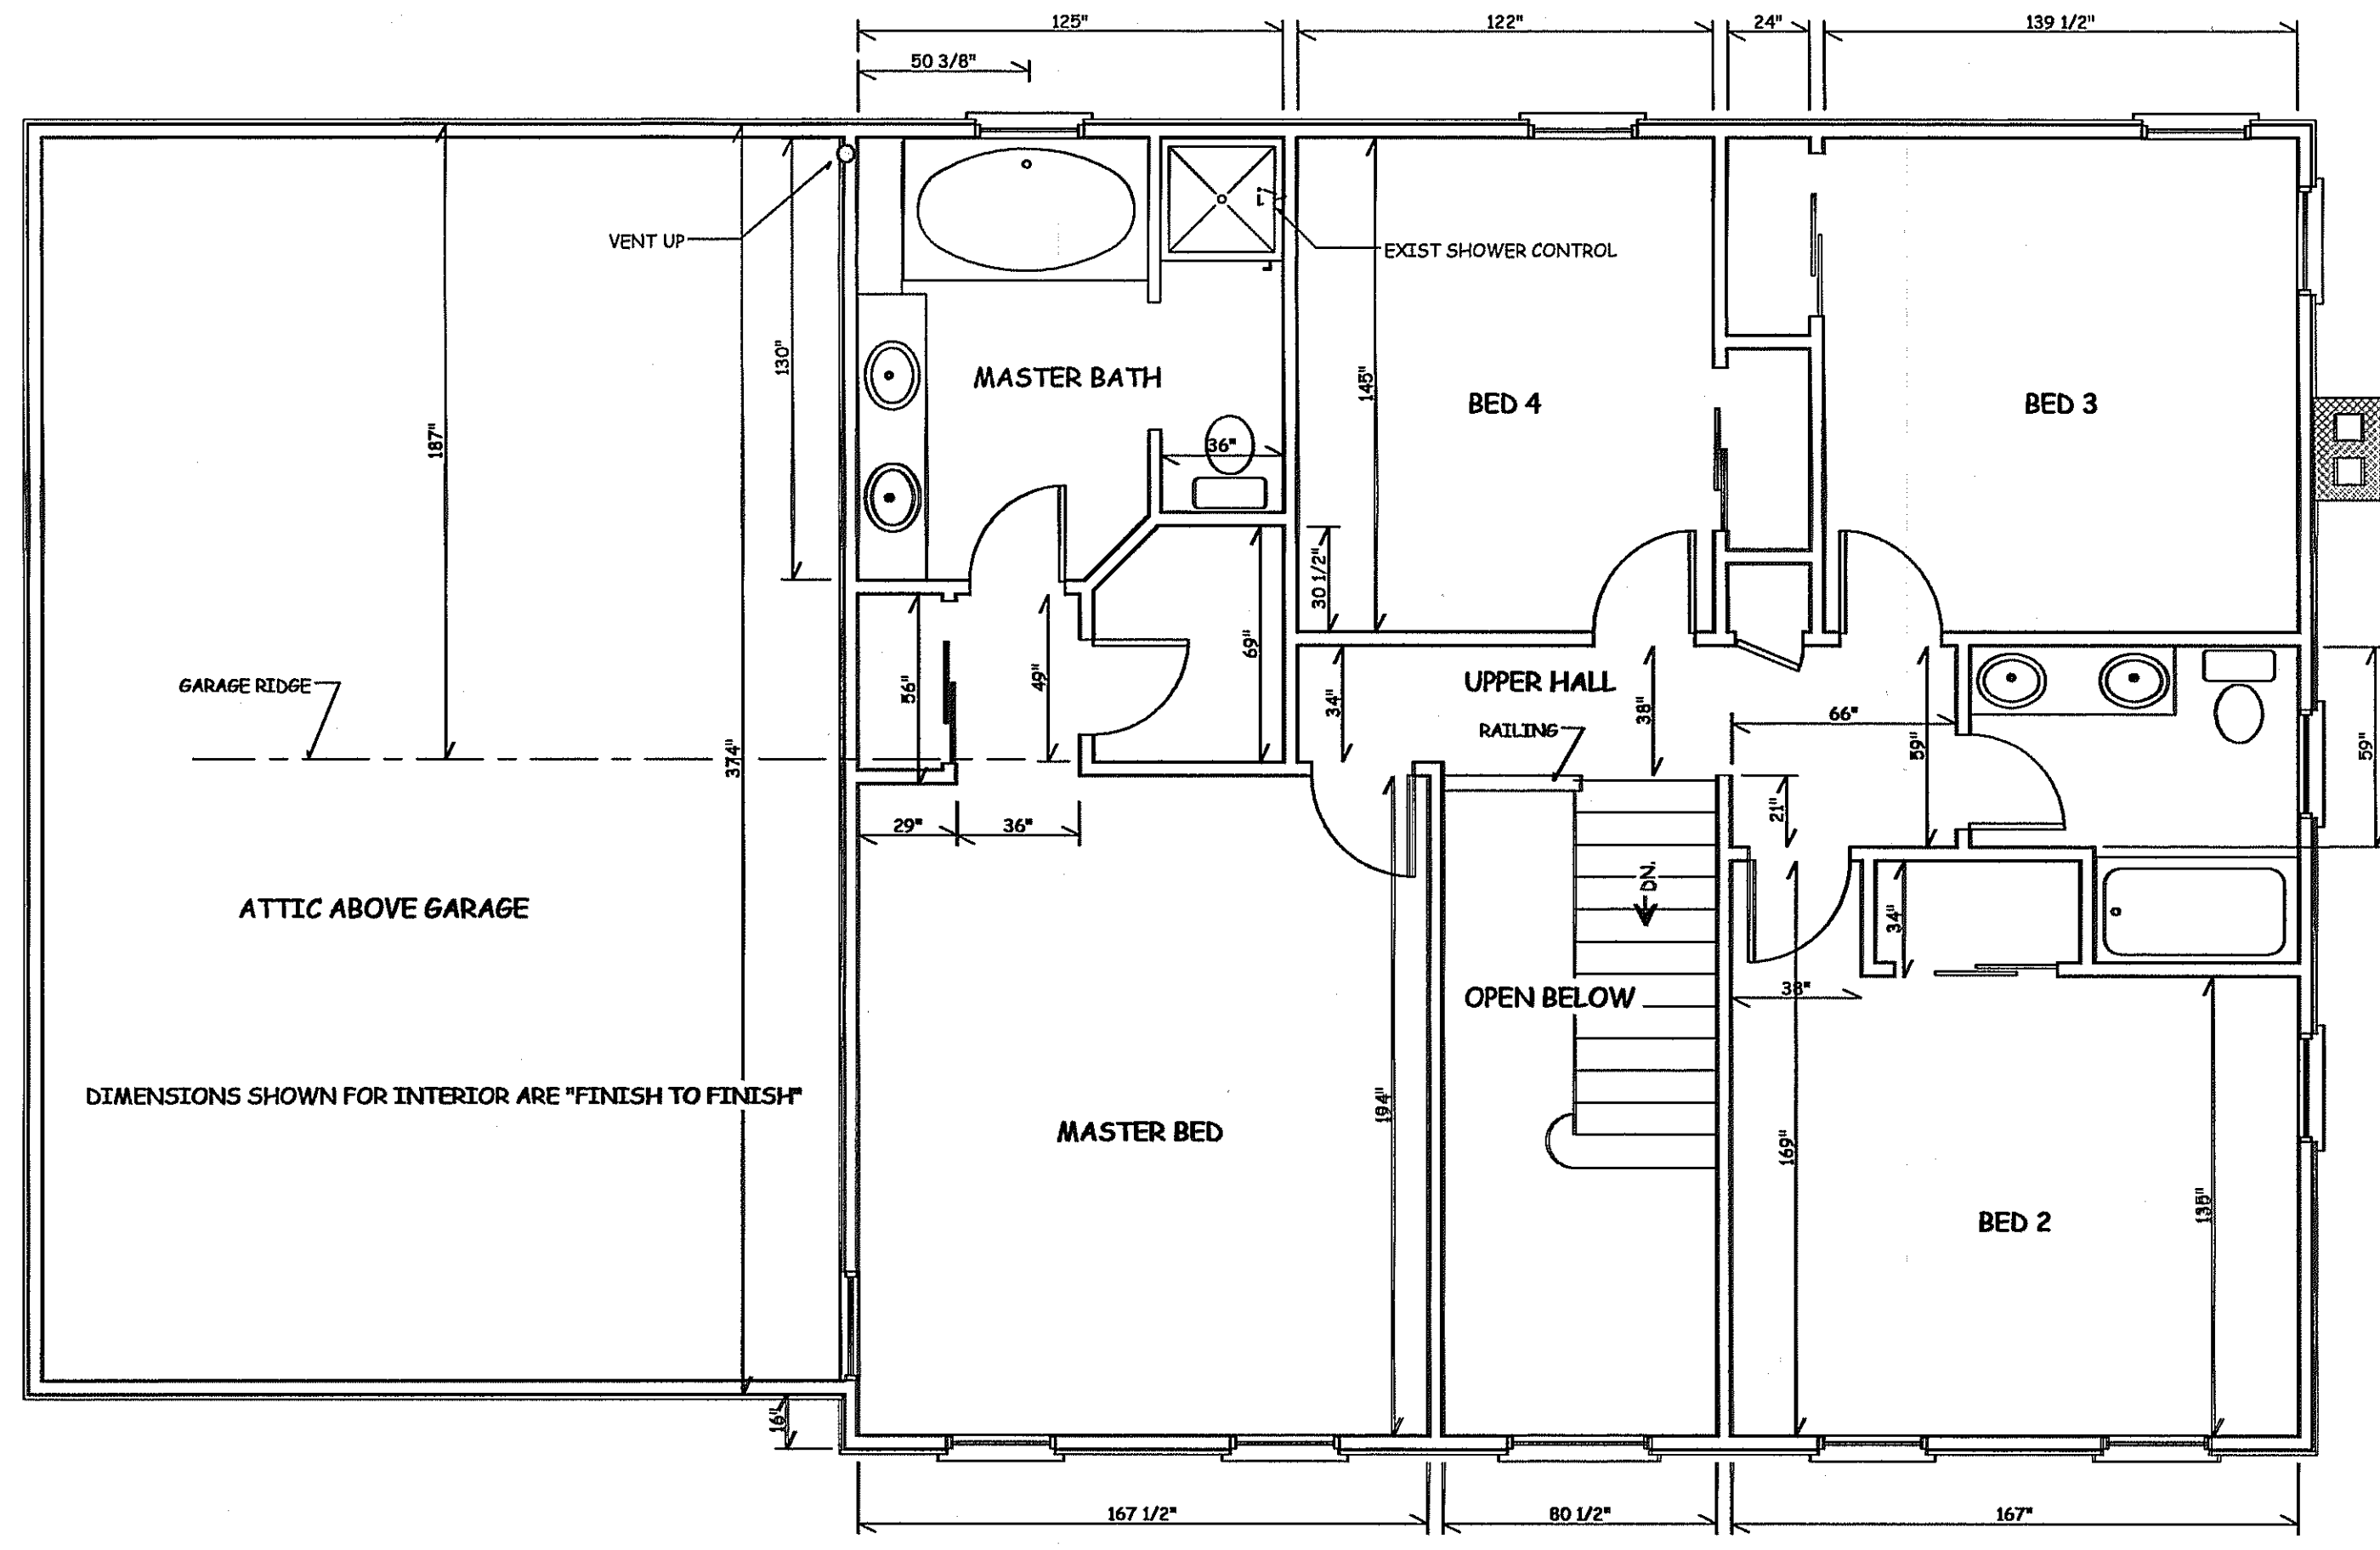 125"
122"
24"
139 1/2"
50 3/8"
VENT UP
EXIST SHOWER CONTROL
130"
187"
MASTER BATH
145"
BED 4
BED 3
36"
30 1/2"
69"
56"
49"
34"
UPPER HALL
38"
RAILING
66"
59"
59"
GARAGE RIDGE
374"
21"
29"
36"
DN.
34"
ATTIC ABOVE GARAGE
OPEN BELOW
38"
DIMENSIONS SHOWN FOR INTERIOR ARE "FINISH TO FINISH"
194"
MASTER BED
169"
135"
BED 2
16"
167 1/2"
80 1/2"
167"